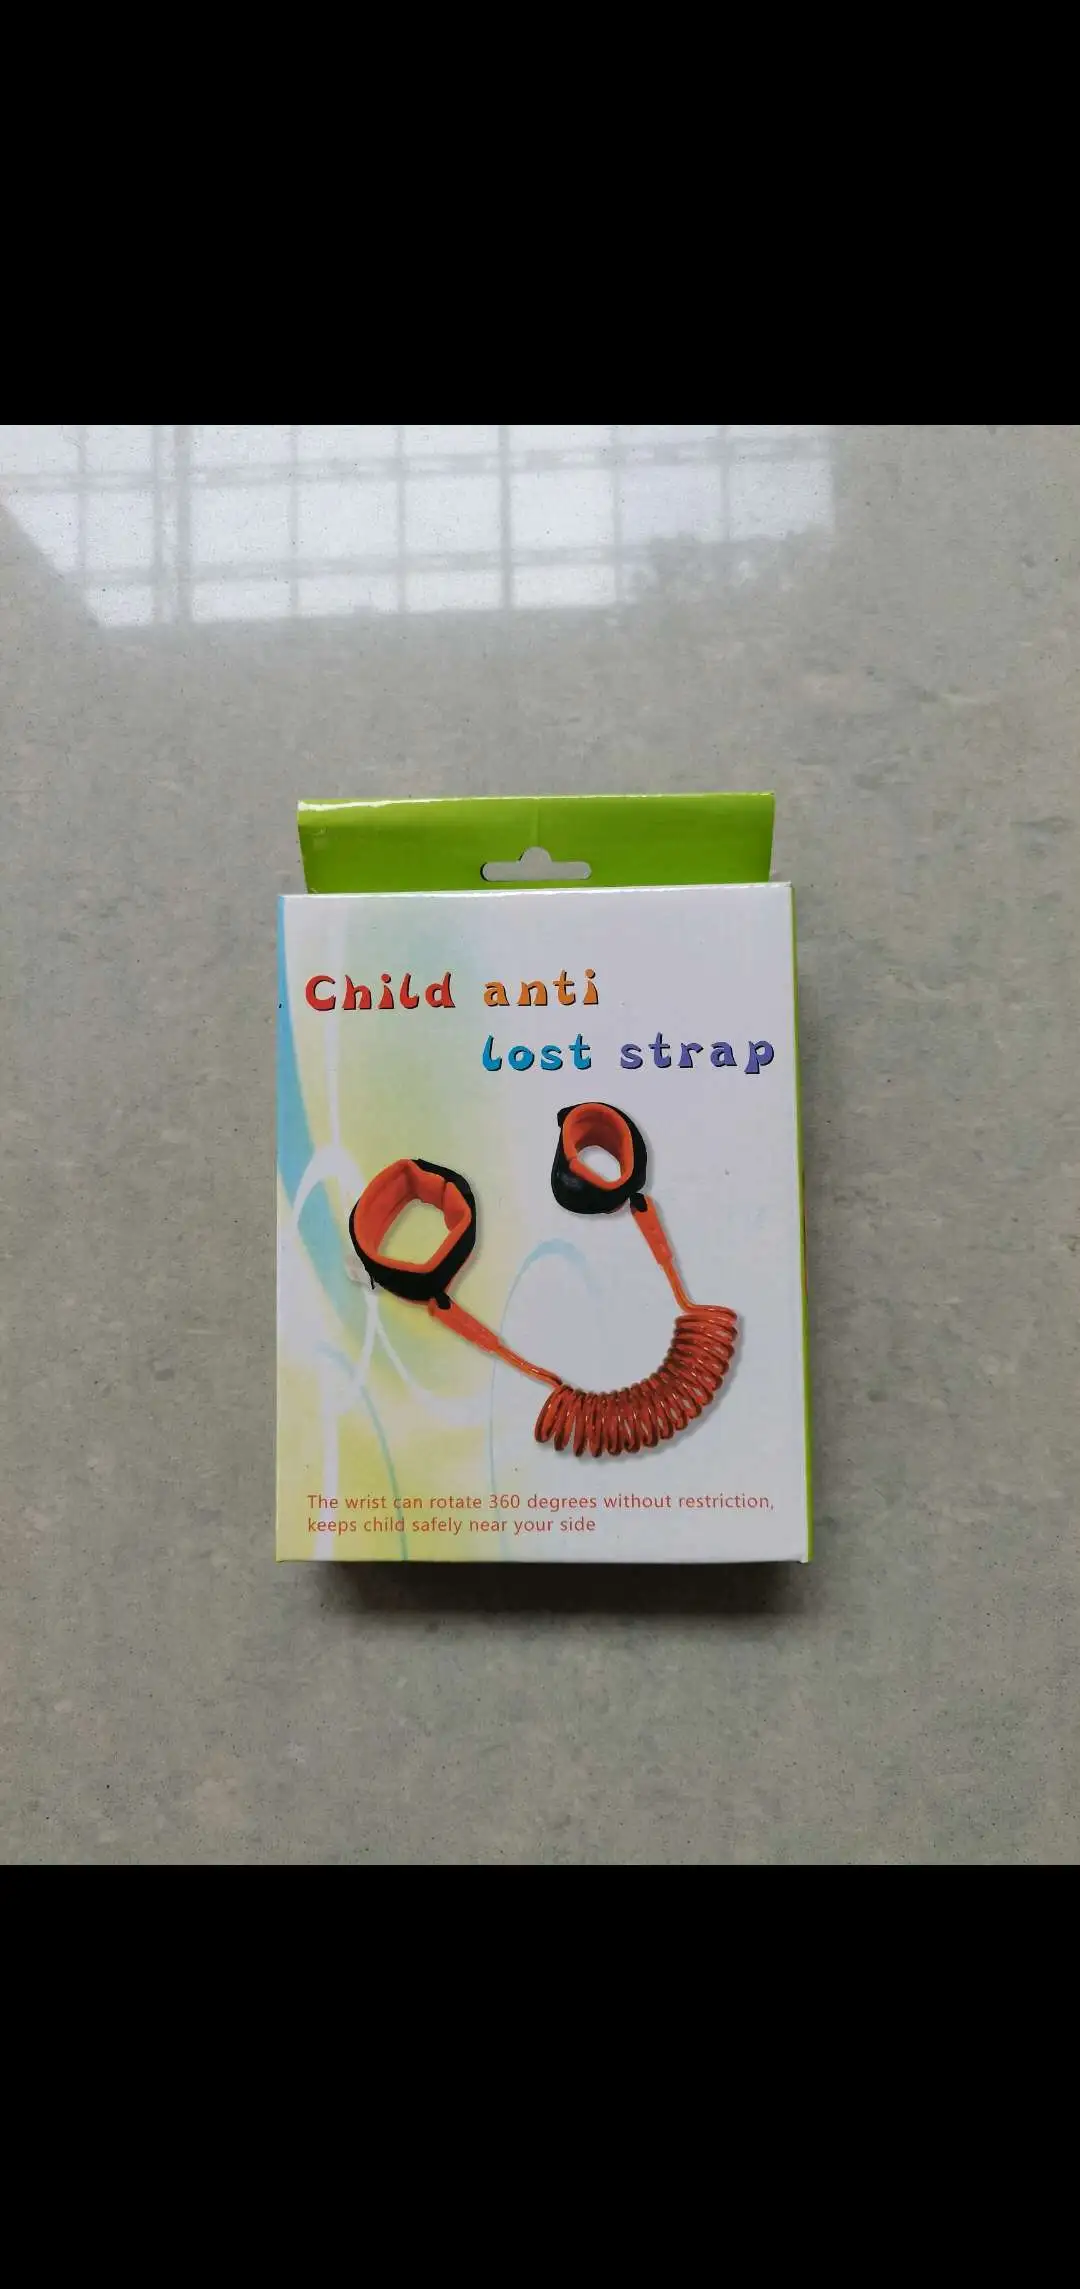 Child anti
lost strap
The wrist can rotate 360 degrees without restriction,
keeps child safely near your side